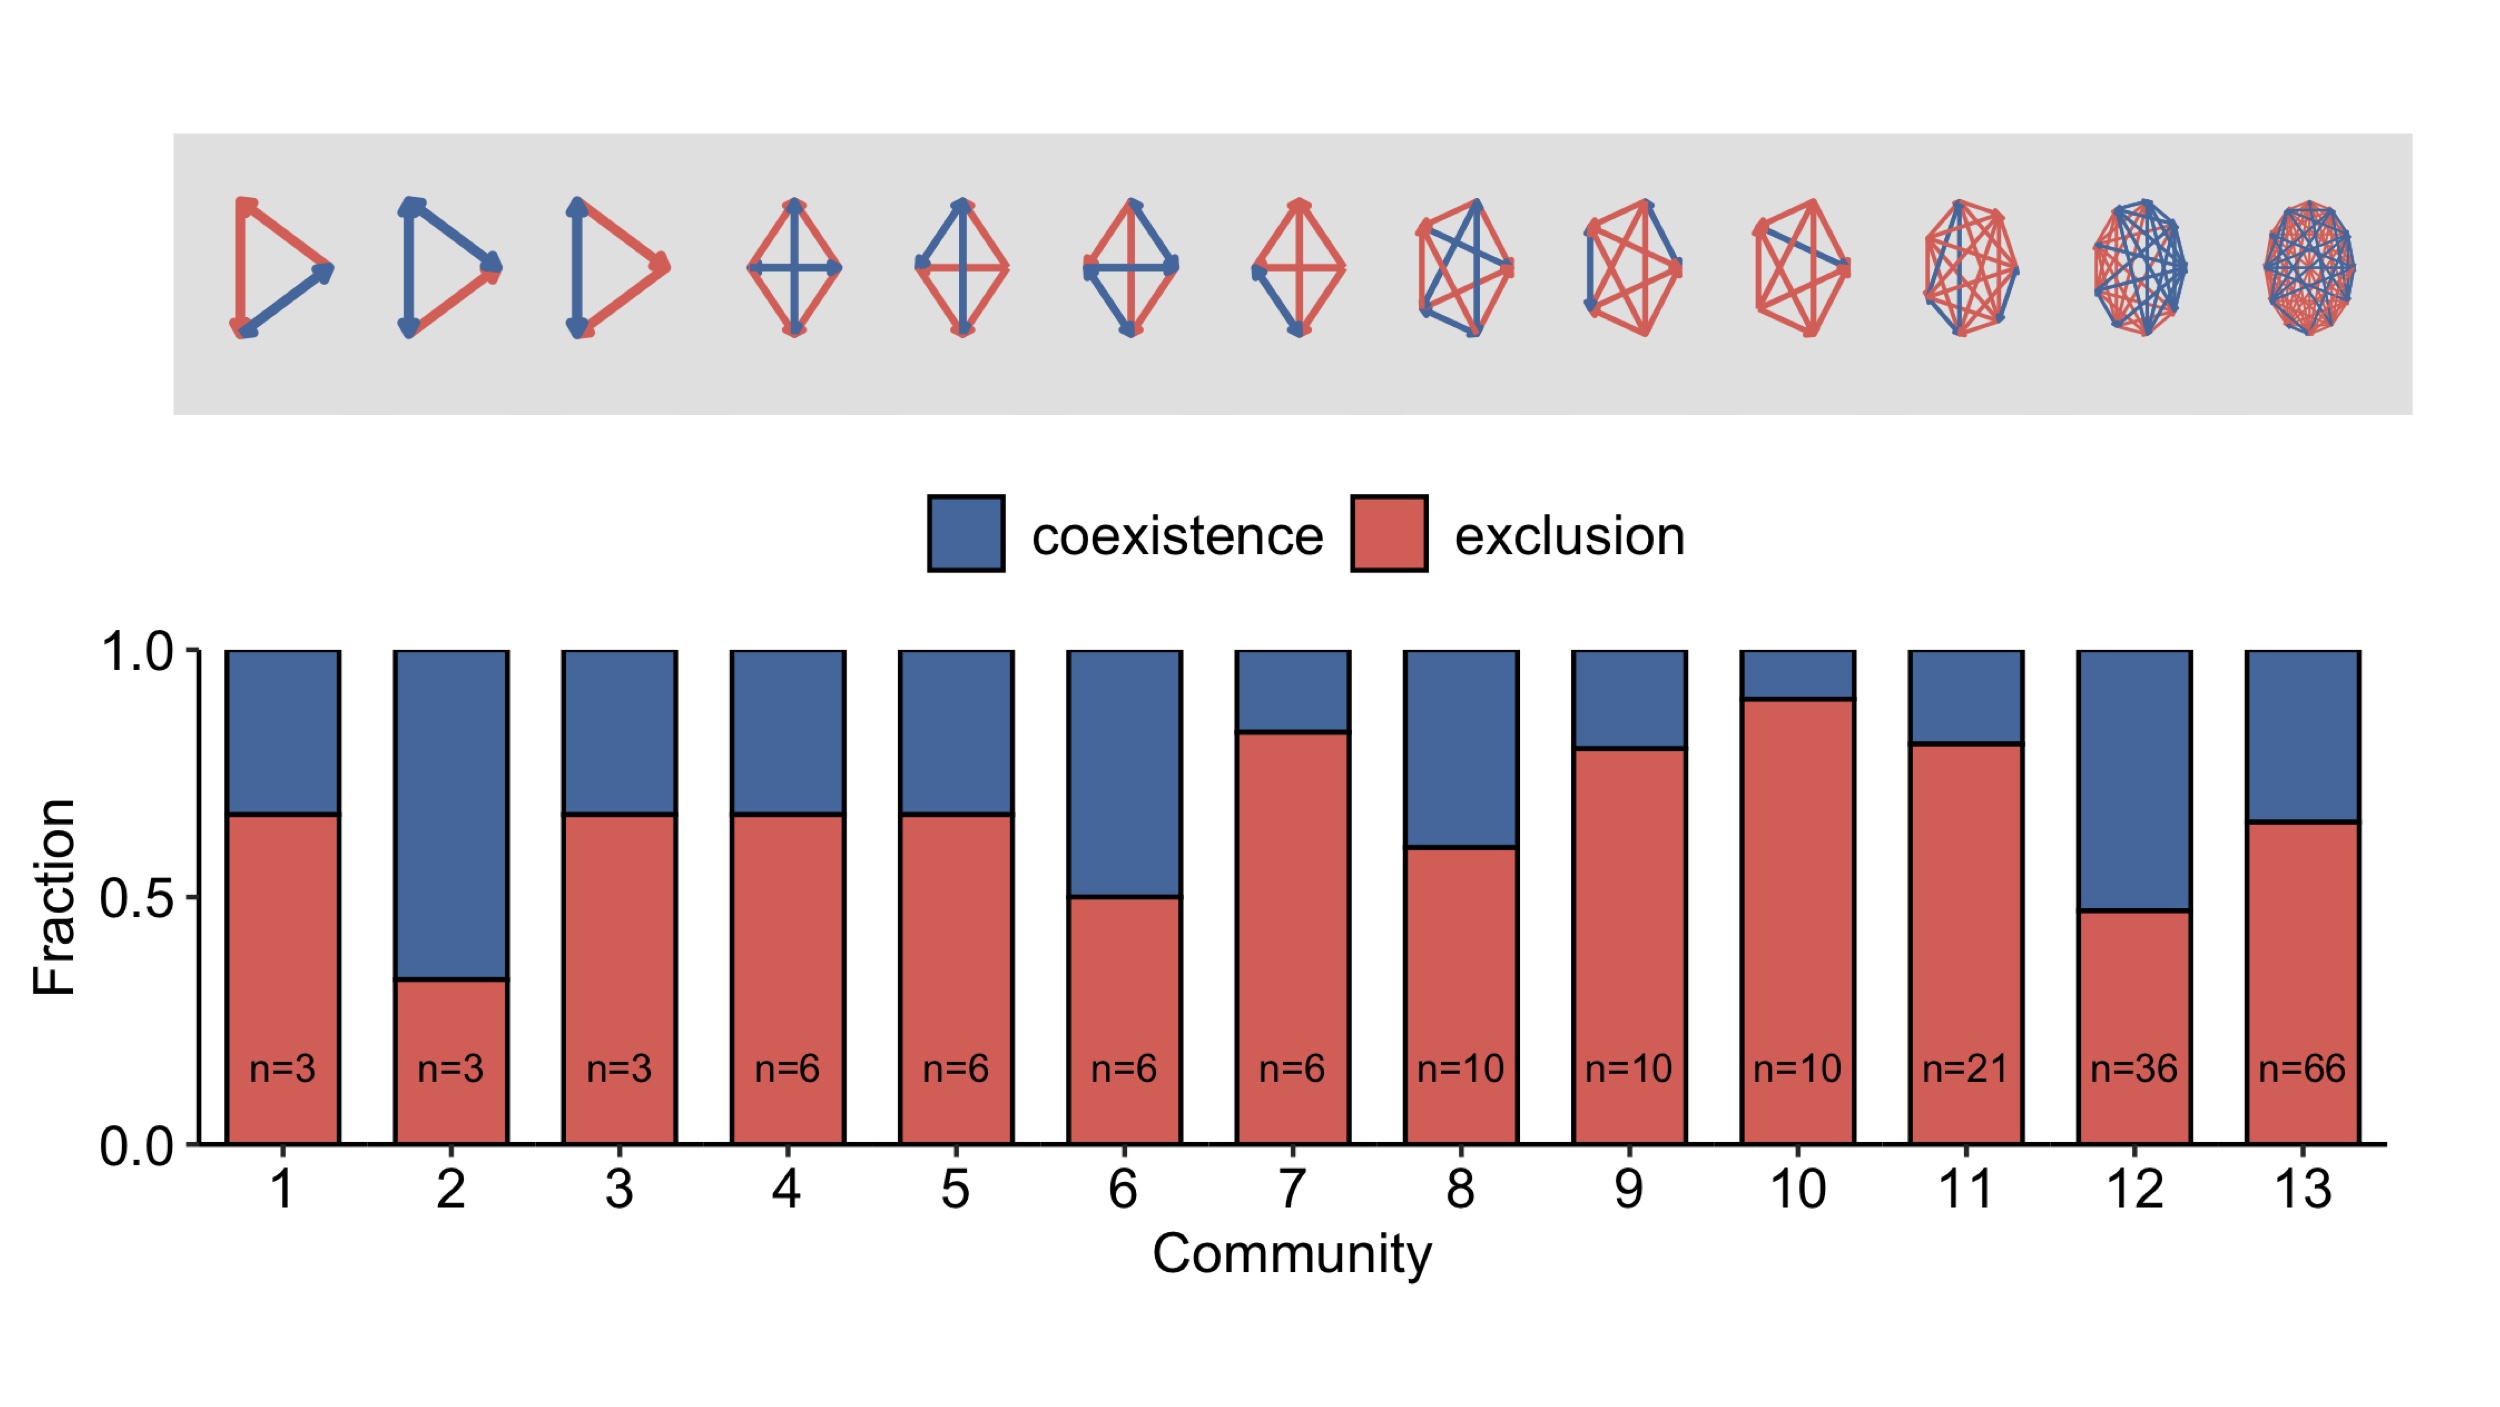 coexistence exclusion
1.0
0.5
0.0
Fraction
n=3 n=3 n=3 n=6 n=6 n=6 n=6 n=10 n=10 n=10 n=21 n=36 n=66
1 2 3 4 5 6 7 8 9 10 11 12 13
Community